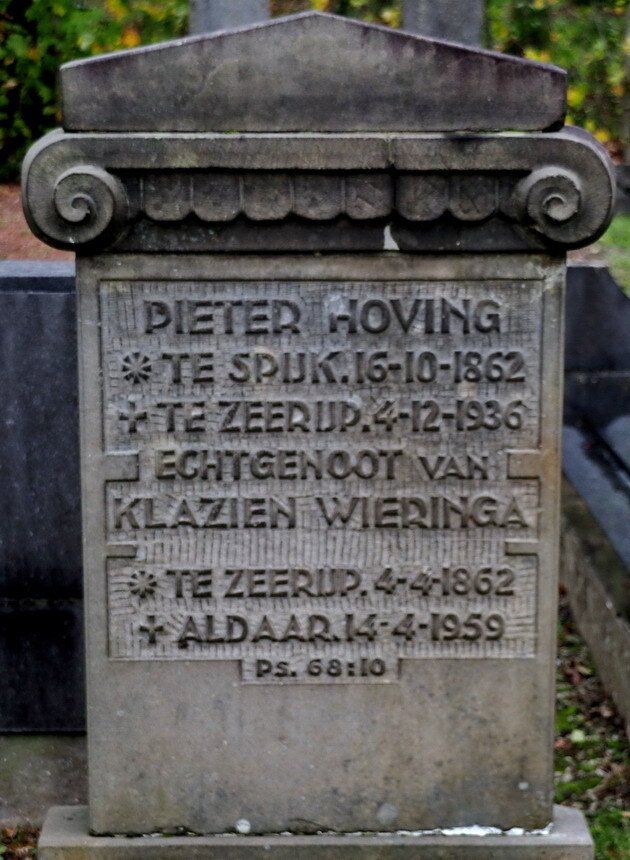 PIETER HOVING
* TE SPIJK. 16-10-1862
+ TE ZEERIJP. 4-12-1936
ECHTGENOOT VAN
KLAZIEN WIERINGA
* TE ZEERIJP. 4-4-1862
+ ALDAAR. 14-4-1959
PS. 68:10